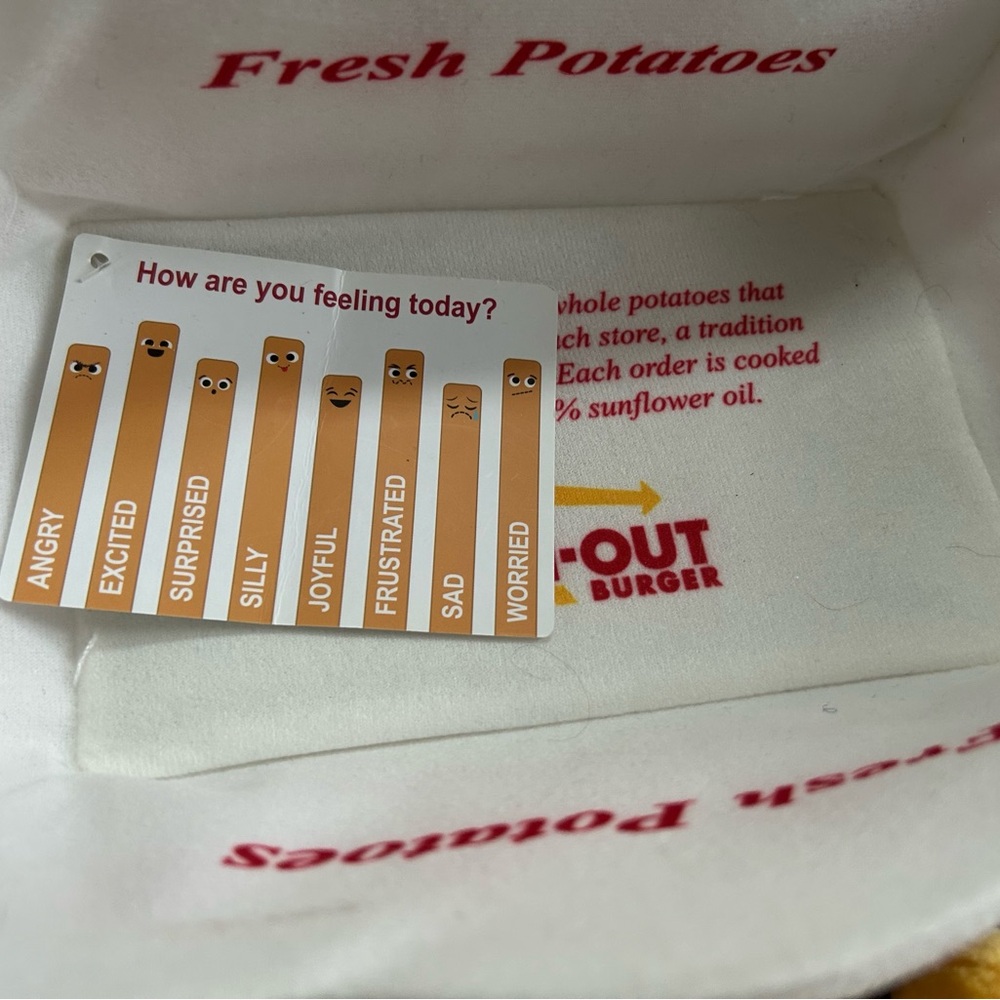 Fresh Potatoes
How are you feeling today?
ANGRY
EXCITED
SURPRISED
SILLY
JOYFUL
FRUSTRATED
SAD
WORRIED
whole potatoes that
store, a tradition
Each order is cooked
% sunflower oil.
-OUT
BURGER
Fresh Potatoes